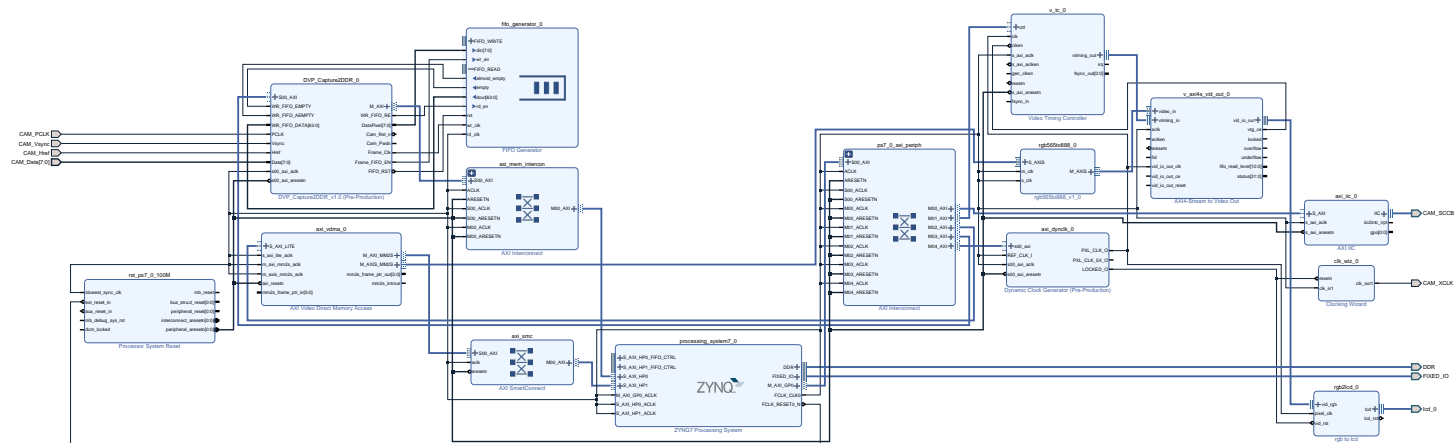 CAM_PCLK
CAM_Vsync
CAM_Href
CAM_Data[7:0]
DVP_Capture2DDR_0
S00_AXI
WR_FIFO_EMPTY
WR_FIFO_AEMPTY
WR_FIFO_DATA[63:0]
PCLK
Vsync
Href
Data[7:0]
s00_axi_aclk
s00_axi_aresetn
M_AXI
WR_FIFO_RE
DataPixel[7:0]
Cam_Rst_n
Cam_Pwdn
Frame_Clk
Frame_FIFO_EN
FIFO_RST
DVP_Capture2DDR_v1.0 (Pre-Production)
fifo_generator_0
FIFO_WRITE
din[7:0]
wr_en
FIFO_READ
almost_empty
empty
dout[63:0]
rd_en
rst
wr_clk
rd_clk
FIFO Generator
axi_mem_intercon
S00_AXI
ACLK
ARESETN
S00_ACLK
S00_ARESETN
M00_ACLK
M00_ARESETN
M00_AXI
AXI Interconnect
axi_vdma_0
S_AXI_LITE
s_axi_lite_aclk
m_axi_mm2s_aclk
m_axis_mm2s_aclk
axi_resetn
mm2s_frame_ptr_in[5:0]
M_AXI_MM2S
M_AXIS_MM2S
mm2s_frame_ptr_out[5:0]
mm2s_introut
AXI Video Direct Memory Access
rst_ps7_0_100M
slowest_sync_clk
ext_reset_in
aux_reset_in
mb_debug_sys_rst
dcm_locked
mb_reset
bus_struct_reset[0:0]
peripheral_reset[0:0]
interconnect_aresetn[0:0]
peripheral_aresetn[0:0]
Processor System Reset
axi_smc
S00_AXI
aclk
aresetn
M00_AXI
AXI SmartConnect
processing_system7_0
S_AXI_HP0_FIFO_CTRL
S_AXI_HP1_FIFO_CTRL
S_AXI_HP0
S_AXI_HP1
M_AXI_GP0_ACLK
S_AXI_HP0_ACLK
S_AXI_HP1_ACLK
ZYNQ
DDR
FIXED_IO
M_AXI_GP0
FCLK_CLK0
FCLK_RESET0_N
ZYNQ7 Processing System
ps7_0_axi_periph
S00_AXI
ACLK
ARESETN
S00_ACLK
S00_ARESETN
M00_ACLK
M00_ARESETN
M01_ACLK
M01_ARESETN
M02_ACLK
M02_ARESETN
M03_ACLK
M03_ARESETN
M04_ACLK
M04_ARESETN
M00_AXI
M01_AXI
M02_AXI
M03_AXI
M04_AXI
AXI Interconnect
v_tc_0
ctrl
clk
clken
s_axi_aclk
s_axi_aclken
gen_clken
resetn
s_axi_aresetn
fsync_in
vtiming_out
irq
fsync_out[0:0]
Video Timing Controller
rgb565to888_0
S_AXIS
m_clk
s_clk
M_AXIS
rgb565to888_v1_0
axi_dynclk_0
s00_axi
REF_CLK_I
s00_axi_aclk
s00_axi_aresetn
PXL_CLK_O
PXL_CLK_5X_O
LOCKED_O
Dynamic Clock Generator (Pre-Production)
v_axi4s_vid_out_0
video_in
vtiming_in
aclk
aclken
aresetn
fid
vid_io_out_clk
vid_io_out_ce
vid_io_out_reset
vid_io_out
vtg_ce
locked
overflow
underflow
fifo_read_level[10:0]
status[31:0]
AXI4-Stream to Video Out
axi_iic_0
S_AXI
s_axi_aclk
s_axi_aresetn
IIC
iic2intc_irpt
gpo[0:0]
AXI IIC
clk_wiz_0
resetn
clk_in1
clk_out1
Clocking Wizard
rgb2lcd_0
vid_rgb
pixel_clk
vid_rst
lcd
lcd_rst
rgb to lcd
CAM_SCCB
CAM_XCLK
DDR
FIXED_IO
lcd_0